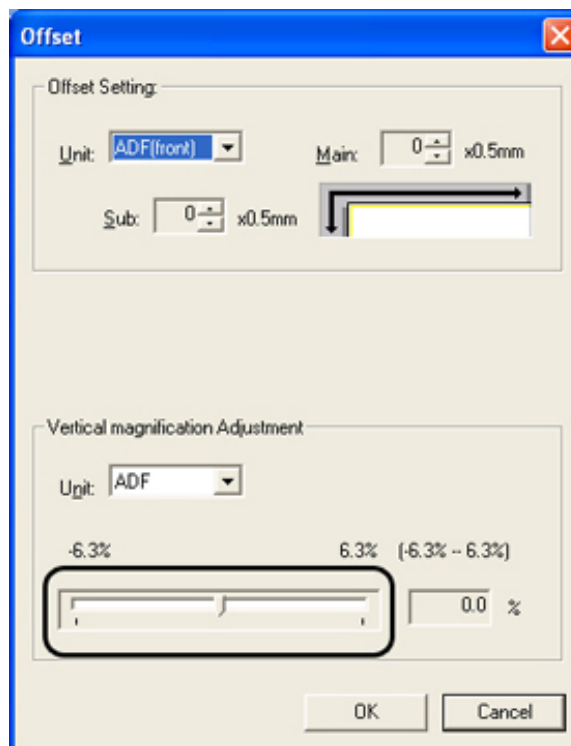 Offset
Offset Setting:
Unit: ADF(front) Main: 0 x0.5mm
Sub: 0 x0.5mm
Vertical magnification Adjustment
Unit: ADF
-6.3% 6.3% (-6.3% -- 6.3%)
0.0 %
OK Cancel